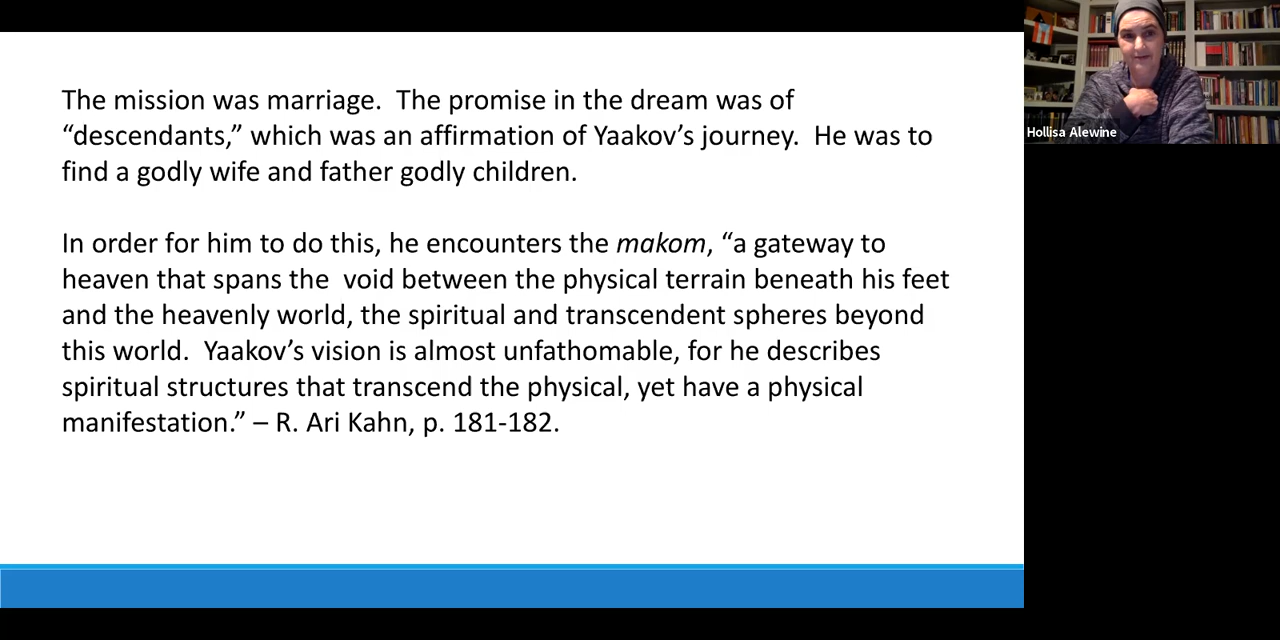 The mission was marriage.  The promise in the dream was of
“descendants,” which was an affirmation of Yaakov’s journey.  He was to
find a godly wife and father godly children.
In order for him to do this, he encounters the makom, “a gateway to
heaven that spans the  void between the physical terrain beneath his feet
and the heavenly world, the spiritual and transcendent spheres beyond
this world.  Yaakov’s vision is almost unfathomable, for he describes
spiritual structures that transcend the physical, yet have a physical
manifestation.” – R. Ari Kahn, p. 181-182.
Hollisa Alewine